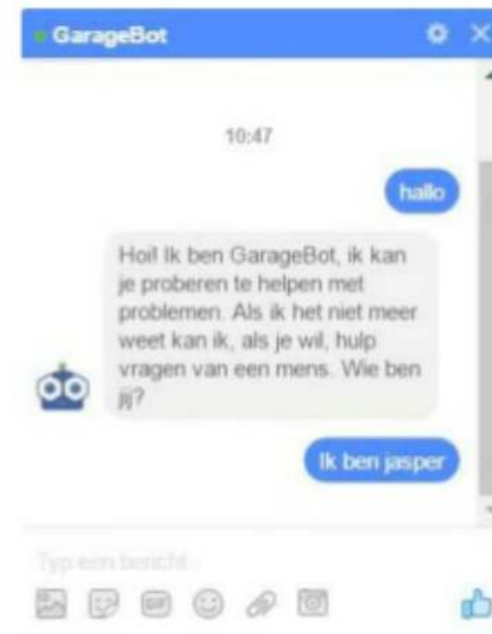 GarageBot
10:47
hallo
Hoi! Ik ben GarageBot, ik kan
je proberen te helpen met
problemen. Als ik het niet meer
weet kan ik, als je wil, hulp
vragen van een mens. Wie ben
jij?
Ik ben jasper
Typ een bericht...
GIF